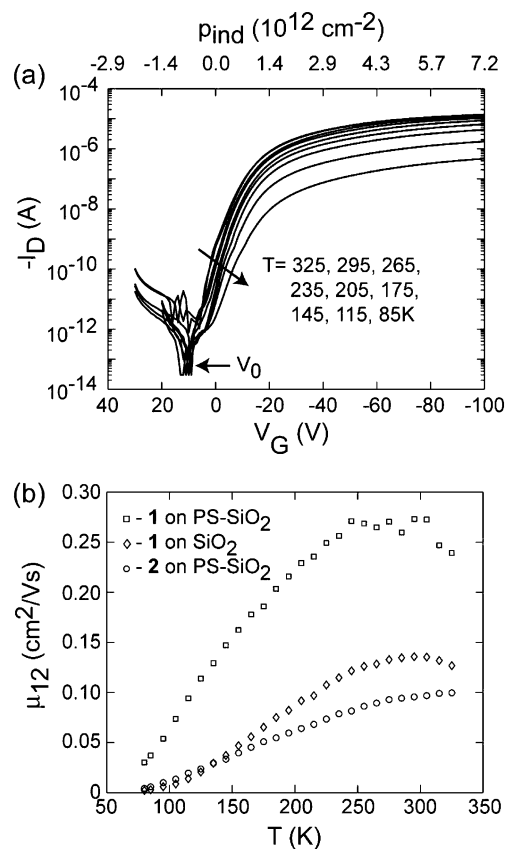 p_ind (10^12 cm^-2)
-2.9 -1.4 0.0 1.4 2.9 4.3 5.7 7.2
(a)
10^-4
10^-6
10^-8
10^-10
10^-12
10^-14
-I_D (A)
T= 325, 295, 265,
235, 205, 175,
145, 115, 85K
V_0
40 20 0 -20 -40 -60 -80 -100
V_G (V)
(b)
0.30
0.25
0.20
0.15
0.10
0.05
0
μ_12 (cm^2/Vs)
- 1 on PS-SiO_2
- 1 on SiO_2
- 2 on PS-SiO_2
50 100 150 200 250 300 350
T (K)